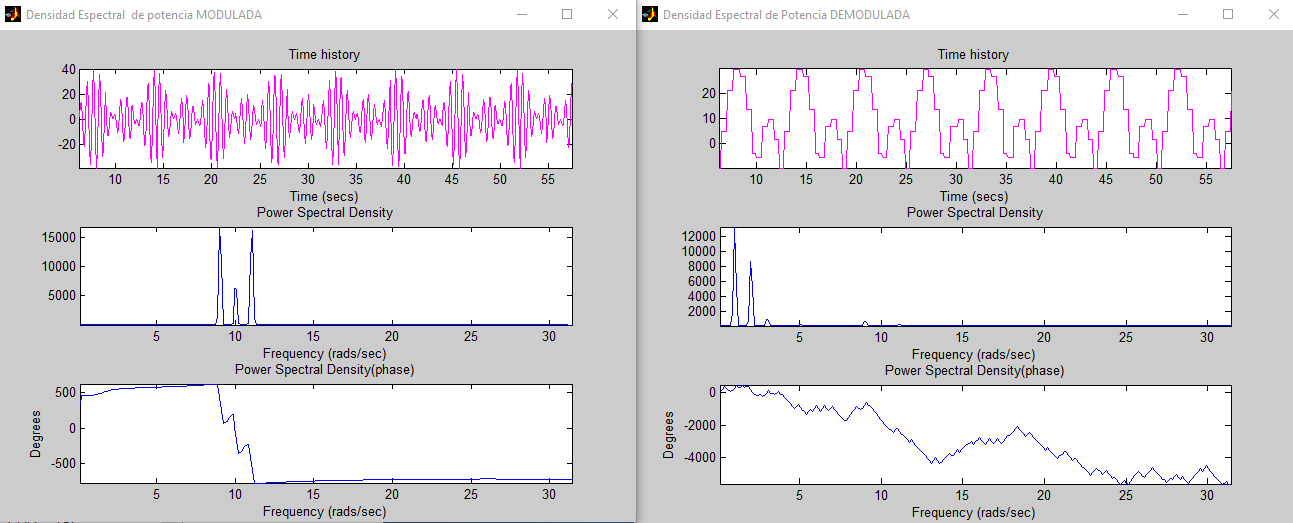 Densidad Espectral de potencia MODULADA
Time history
40
20
0
-20
10 15 20 25 30 35 40 45 50 55
Time (secs)
Power Spectral Density
15000
10000
5000
5 10 15 20 25 30
Frequency (rads/sec)
Power Spectral Density(phase)
500
0
-500
Degrees
5 10 15 20 25 30
Frequency (rads/sec)
Densidad Espectral de Potencia DEMODULADA
Time history
20
10
0
10 15 20 25 30 35 40 45 50 55
Time (secs)
Power Spectral Density
12000
10000
8000
6000
4000
2000
5 10 15 20 25 30
Frequency (rads/sec)
Power Spectral Density(phase)
0
-2000
-4000
Degrees
5 10 15 20 25 30
Frequency (rads/sec)